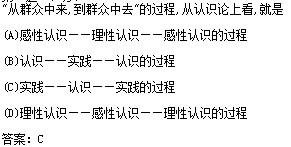 “从群众中来,到群众中去”的过程,从认识论上看,就是
(A)感性认识——理性认识——感性认识的过程
(B)认识——实践——认识的过程
(C)实践——认识——实践的过程
(D)理性认识——感性认识——理性认识的过程
答案：C